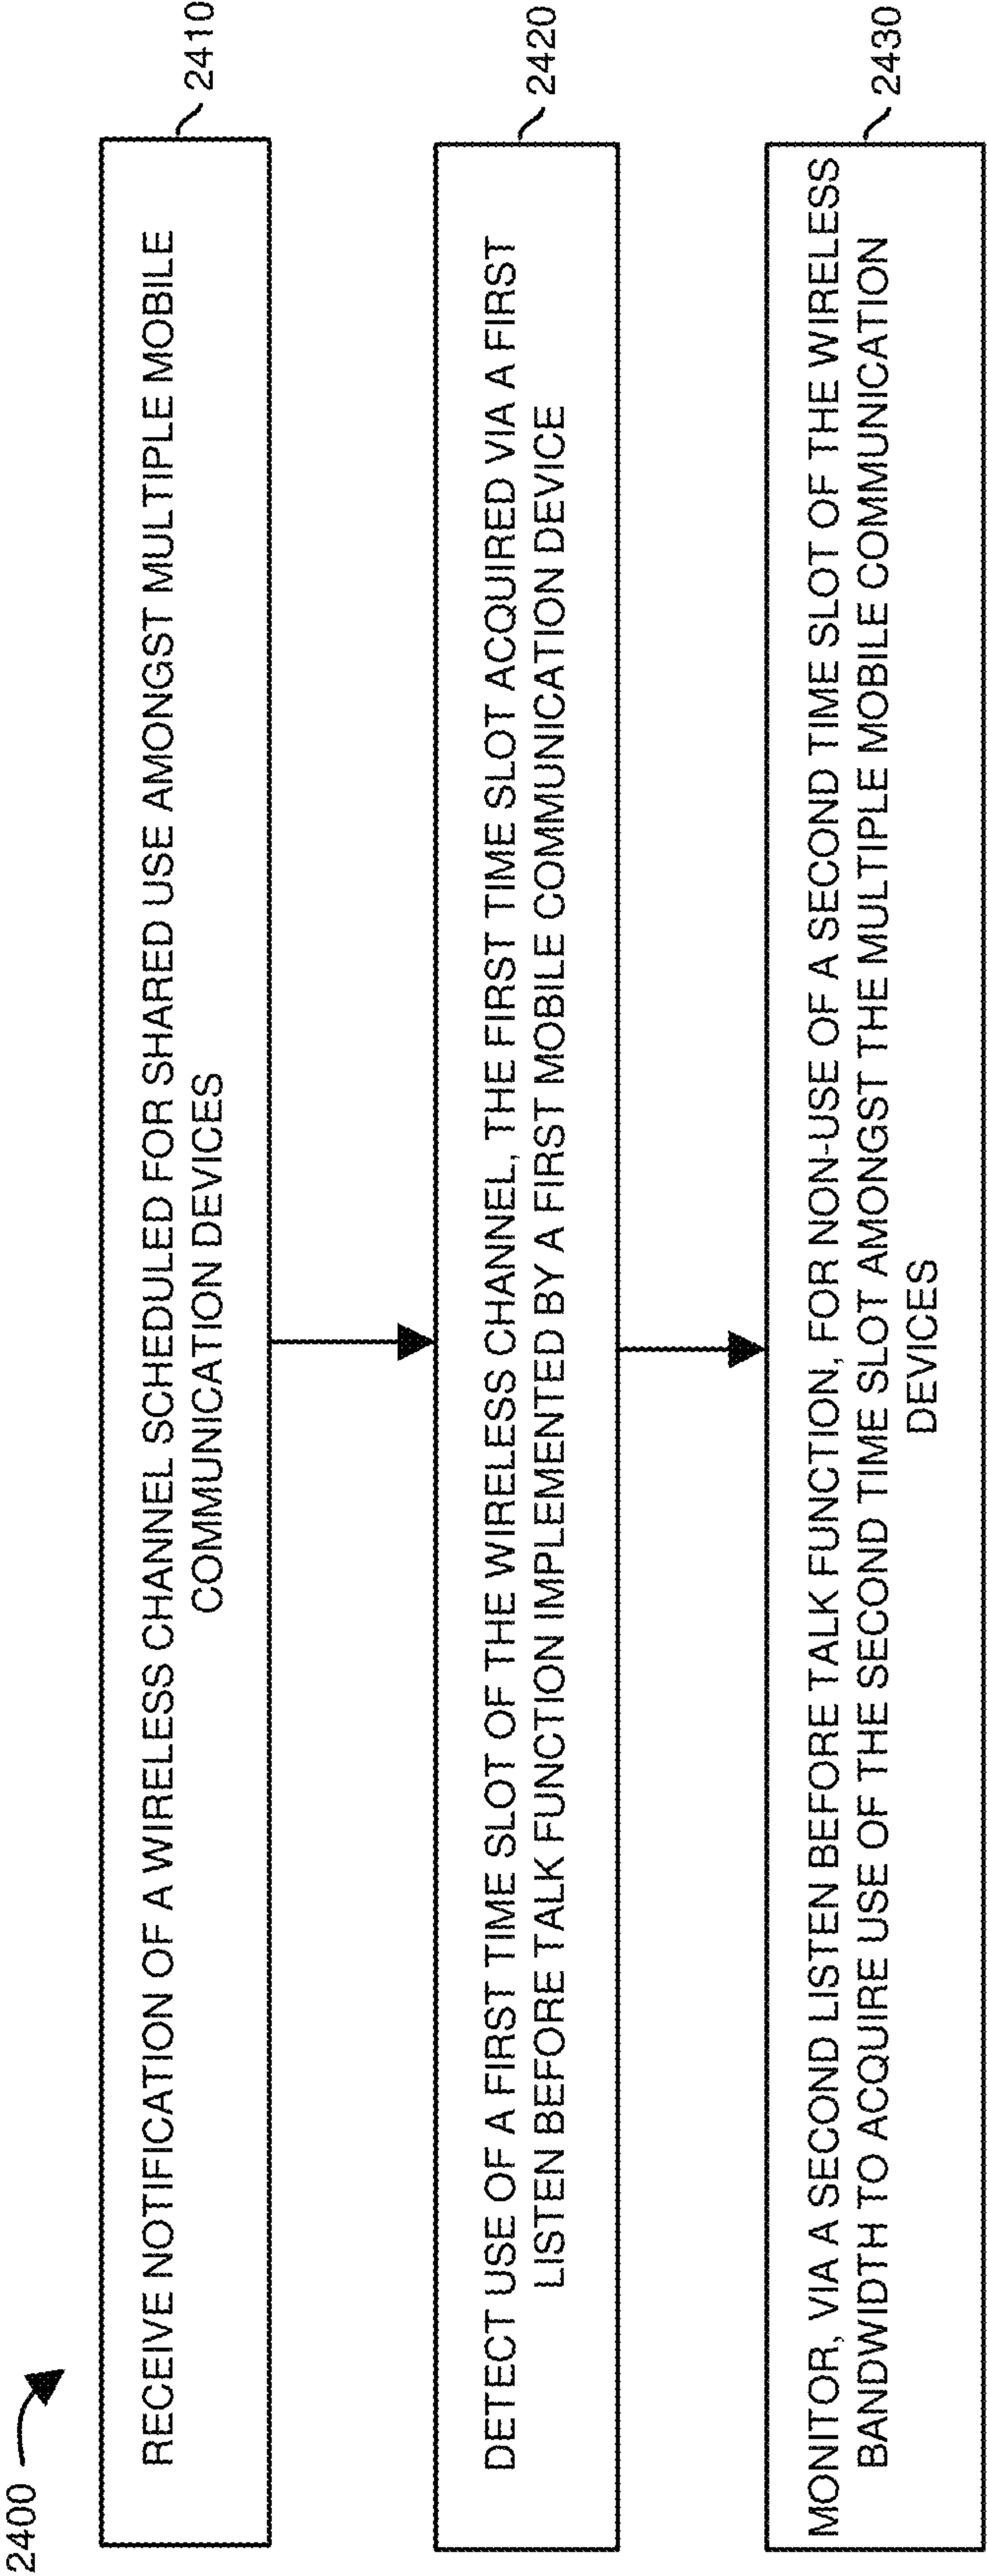 2400
RECEIVE NOTIFICATION OF A WIRELESS CHANNEL SCHEDULED FOR SHARED USE AMONGST MULTIPLE MOBILE
COMMUNICATION DEVICES
2410
DETECT USE OF A FIRST TIME SLOT OF THE WIRELESS CHANNEL, THE FIRST TIME SLOT ACQUIRED VIA A FIRST
LISTEN BEFORE TALK FUNCTION IMPLEMENTED BY A FIRST MOBILE COMMUNICATION DEVICE
2420
MONITOR, VIA A SECOND LISTEN BEFORE TALK FUNCTION, FOR NON-USE OF A SECOND TIME SLOT OF THE WIRELESS
BANDWIDTH TO ACQUIRE USE OF THE SECOND TIME SLOT AMONGST THE MULTIPLE MOBILE COMMUNICATION
DEVICES
2430